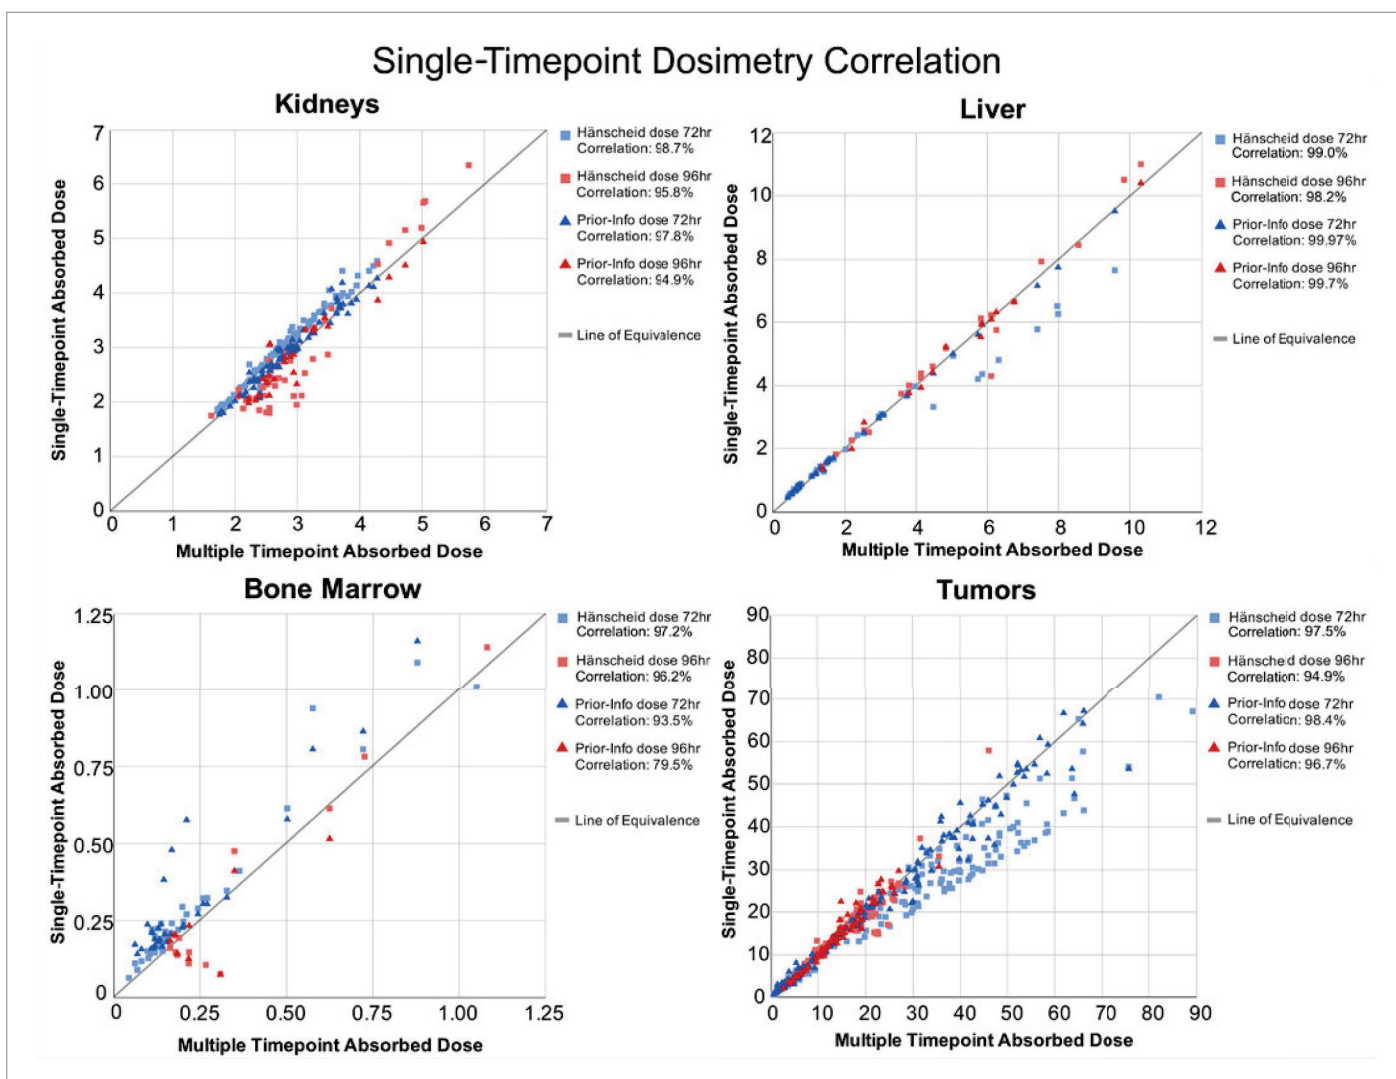 Single-Timepoint Dosimetry Correlation
Kidneys
Single-Timepoint Absorbed Dose
7
6
5
4
3
2
1
0
0 1 2 3 4 5 6 7
Multiple Timepoint Absorbed Dose
Hänscheid dose 72hr
Correlation: 98.7%
Hänscheid dose 96hr
Correlation: 95.8%
Prior-Info dose 72hr
Correlation: 97.8%
Prior-Info dose 96hr
Correlation: 94.9%
Line of Equivalence
Liver
Single-Timepoint Absorbed Dose
12
10
8
6
4
2
0
0 2 4 6 8 10 12
Multiple Timepoint Absorbed Dose
Hänscheid dose 72hr
Correlation: 99.0%
Hänscheid dose 96hr
Correlation: 98.2%
Prior-Info dose 72hr
Correlation: 99.97%
Prior-Info dose 96hr
Correlation: 99.7%
Line of Equivalence
Bone Marrow
Single-Timepoint Absorbed Dose
1.25
1.00
0.75
0.50
0.25
0
0 0.25 0.50 0.75 1.00 1.25
Multiple Timepoint Absorbed Dose
Hänscheid dose 72hr
Correlation: 97.2%
Hänscheid dose 96hr
Correlation: 96.2%
Prior-Info dose 72hr
Correlation: 93.5%
Prior-Info dose 96hr
Correlation: 79.5%
Line of Equivalence
Tumors
Single-Timepoint Absorbed Dose
90
80
70
60
50
40
30
20
10
0
0 10 20 30 40 50 60 70 80 90
Multiple Timepoint Absorbed Dose
Hänscheid dose 72hr
Correlation: 97.5%
Hänscheid dose 96hr
Correlation: 94.9%
Prior-Info dose 72hr
Correlation: 98.4%
Prior-Info dose 96hr
Correlation: 96.7%
Line of Equivalence